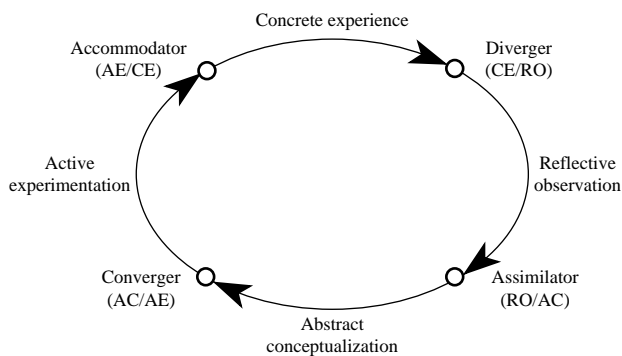 Concrete experience
Accommodator
(AE/CE)
Diverger
(CE/RO)
Active
experimentation
Reflective
observation
Converger
(AC/AE)
Assimilator
(RO/AC)
Abstract
conceptualization